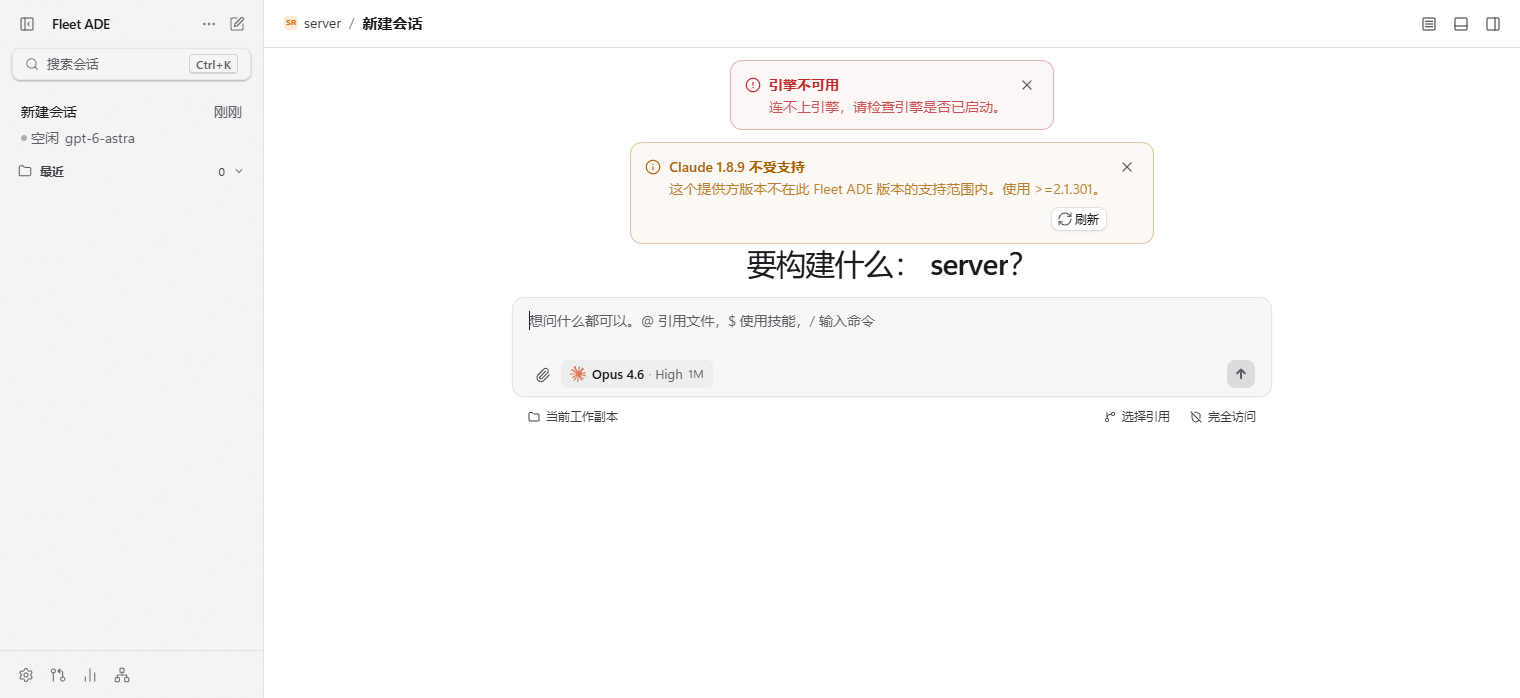 Fleet ADE
搜索会话 Ctrl+K
新建会话 刚刚
空闲 gpt-6-astra
最近 0
SR server / 新建会话
引擎不可用
连不上引擎，请检查引擎是否已启动。
Claude 1.8.9 不受支持
这个提供方版本不在此 Fleet ADE 版本的支持范围内。使用 >=2.1.301。
刷新
要构建什么： server？
想问什么都可以。@ 引用文件，$ 使用技能，/ 输入命令
Opus 4.6 · High 1M
当前工作副本 选择引用 完全访问